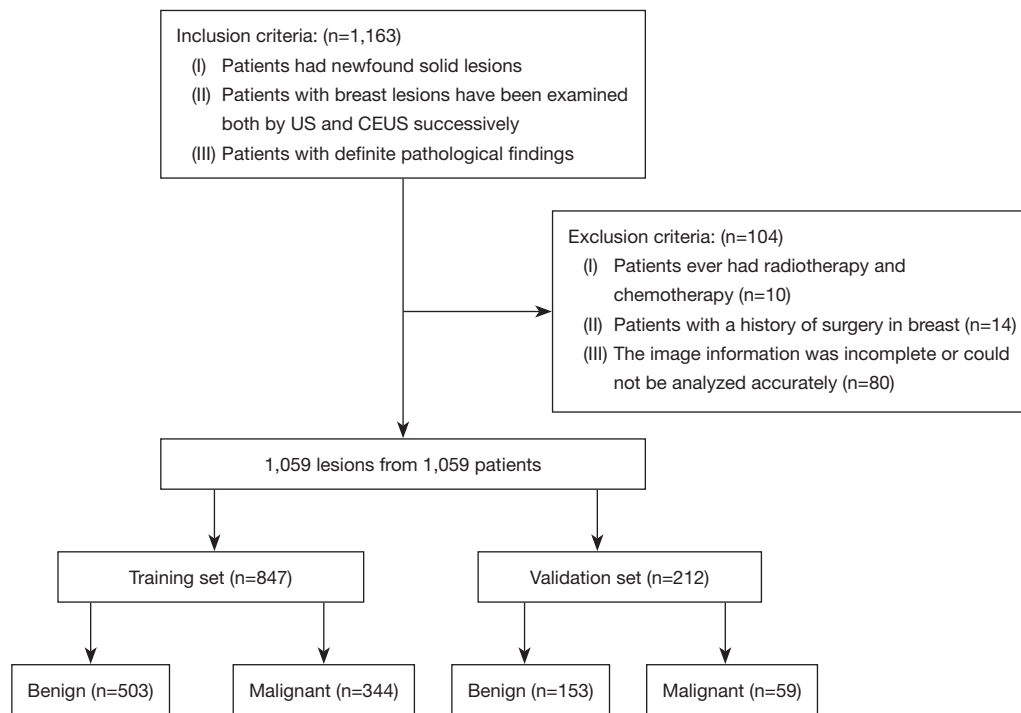 Inclusion criteria: (n=1,163)
(I) Patients had newfound solid lesions
(II) Patients with breast lesions have been examined
both by US and CEUS successively
(III) Patients with definite pathological findings
Exclusion criteria: (n=104)
(I) Patients ever had radiotherapy and
chemotherapy (n=10)
(II) Patients with a history of surgery in breast (n=14)
(III) The image information was incomplete or could
not be analyzed accurately (n=80)
1,059 lesions from 1,059 patients
Training set (n=847)
Validation set (n=212)
Benign (n=503)
Malignant (n=344)
Benign (n=153)
Malignant (n=59)